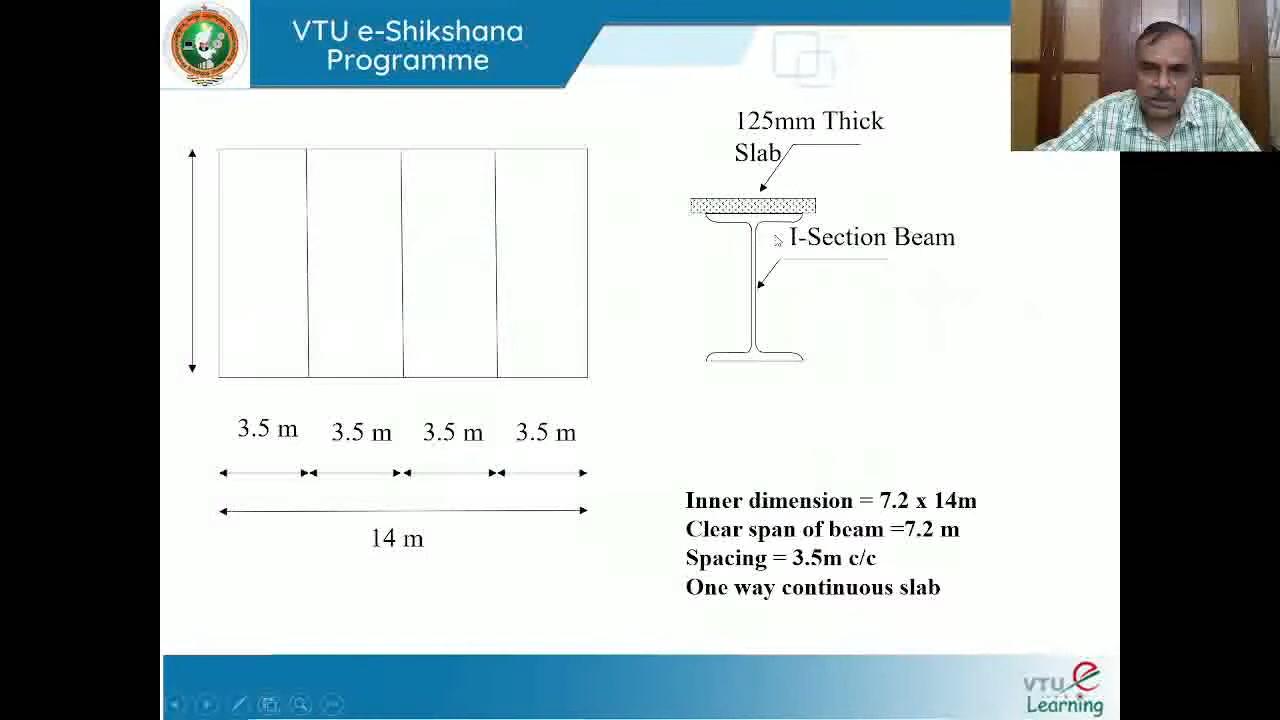 VTU e-Shikshana
Programme
125mm Thick
Slab
I-Section Beam
3.5 m
3.5 m
3.5 m
3.5 m
14 m
Inner dimension = 7.2 x 14m
Clear span of beam =7.2 m
Spacing = 3.5m c/c
One way continuous slab
VTU e
Learning